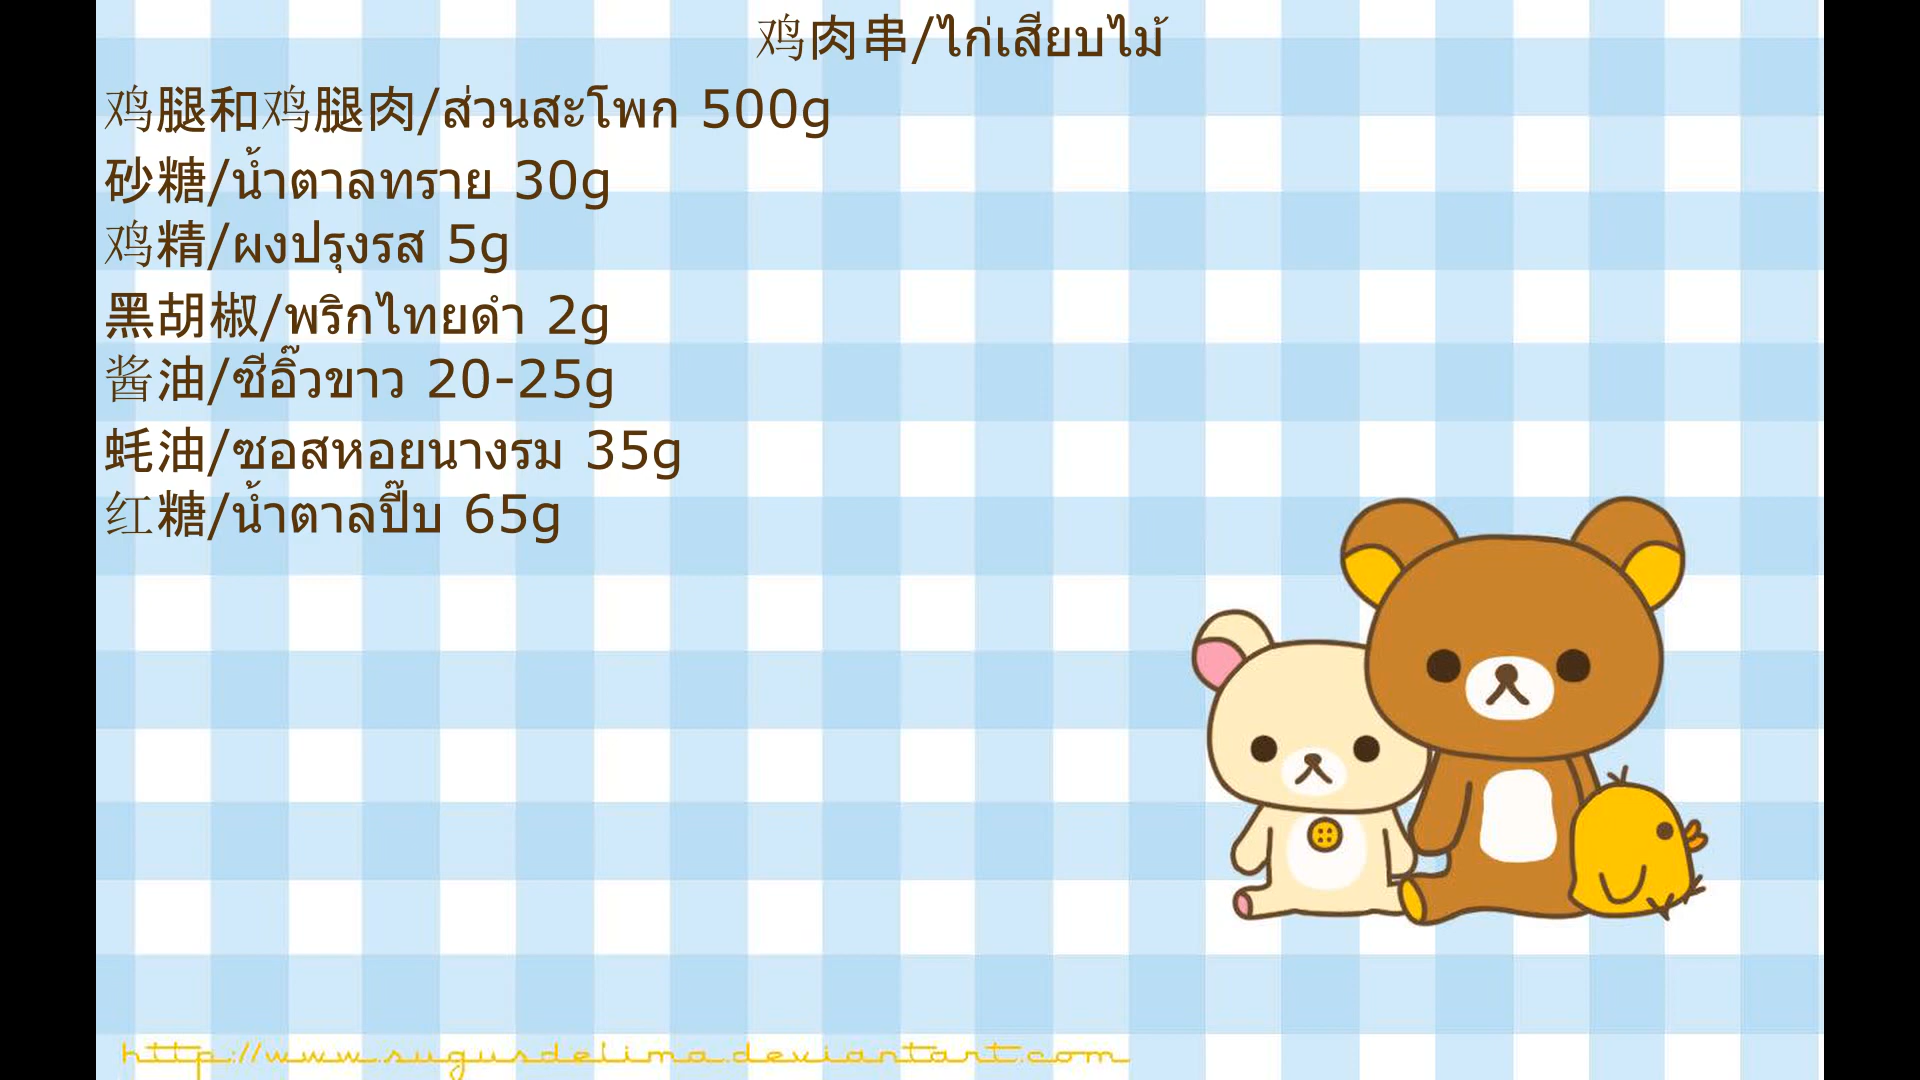 鸡肉串/ไก่เสียบไม้
鸡腿和鸡腿肉/ส่วนสะโพก 500g
砂糖/น้ำตาลทราย 30g
鸡精/ผงปรุงรส 5g
黑胡椒/พริกไทยดำ 2g
酱油/ซีอิ๊วขาว 20-25g
蚝油/ซอสหอยนางรม 35g
红糖/น้ำตาลปี๊บ 65g
http://www.sugusdelima.deviantart.com